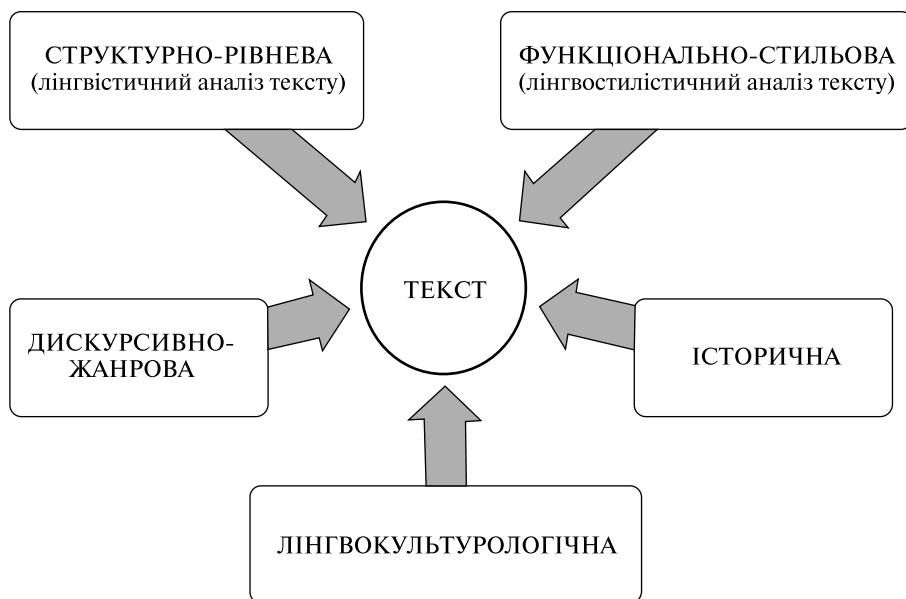 СТРУКТУРНО-РІВНЕВА
(лінгвістичний аналіз тексту)
ФУНКЦІОНАЛЬНО-СТИЛЬОВА
(лінгвостилістичний аналіз тексту)
ТЕКСТ
ДИСКУРСИВНО-
ЖАНРОВА
ІСТОРИЧНА
ЛІНГВОКУЛЬТУРОЛОГІЧНА